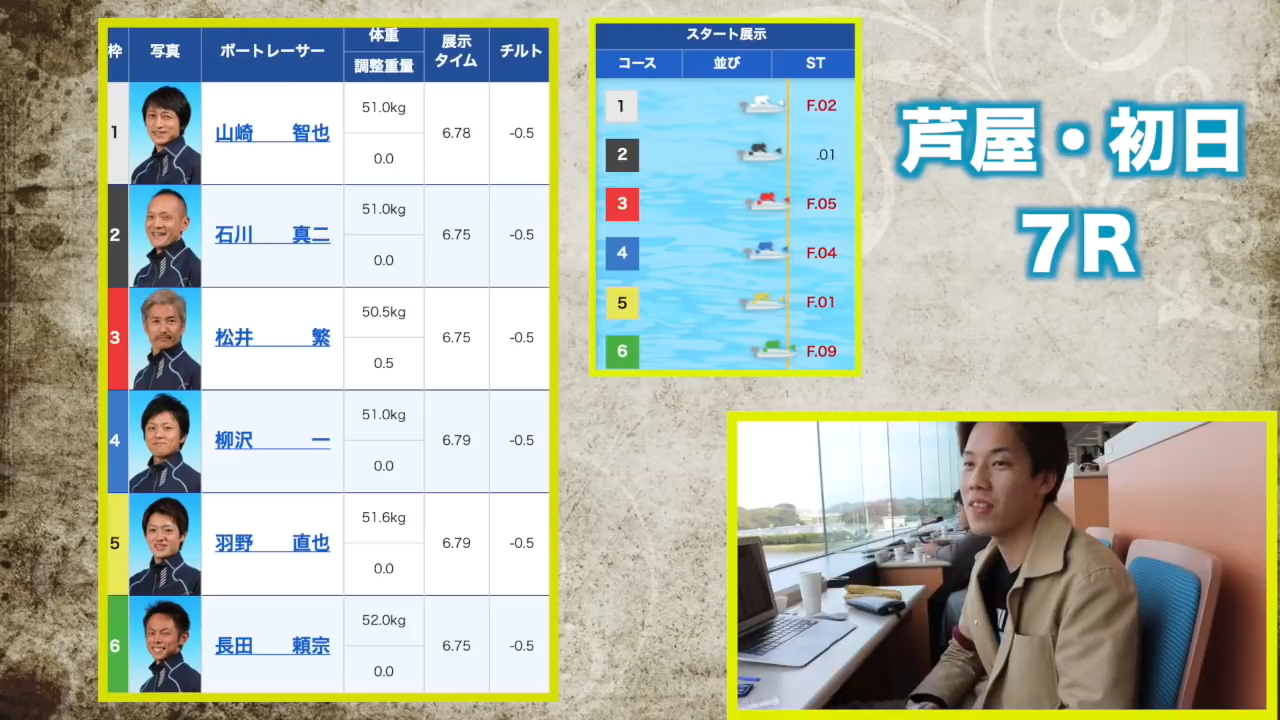 枠 写真 ボートレーサー 体重 調整重量 展示タイム チルト
1 山崎 智也 51.0kg 0.0 6.78 -0.5
2 石川 真二 51.0kg 0.0 6.75 -0.5
3 松井 繁 50.5kg 0.5 6.75 -0.5
4 柳沢 一 51.0kg 0.0 6.79 -0.5
5 羽野 直也 51.6kg 0.0 6.79 -0.5
6 長田 頼宗 52.0kg 0.0 6.75 -0.5
スタート展示
コース 並び ST
1 F.02
2 .01
3 F.05
4 F.04
5 F.01
6 F.09
芦屋・初日
7R